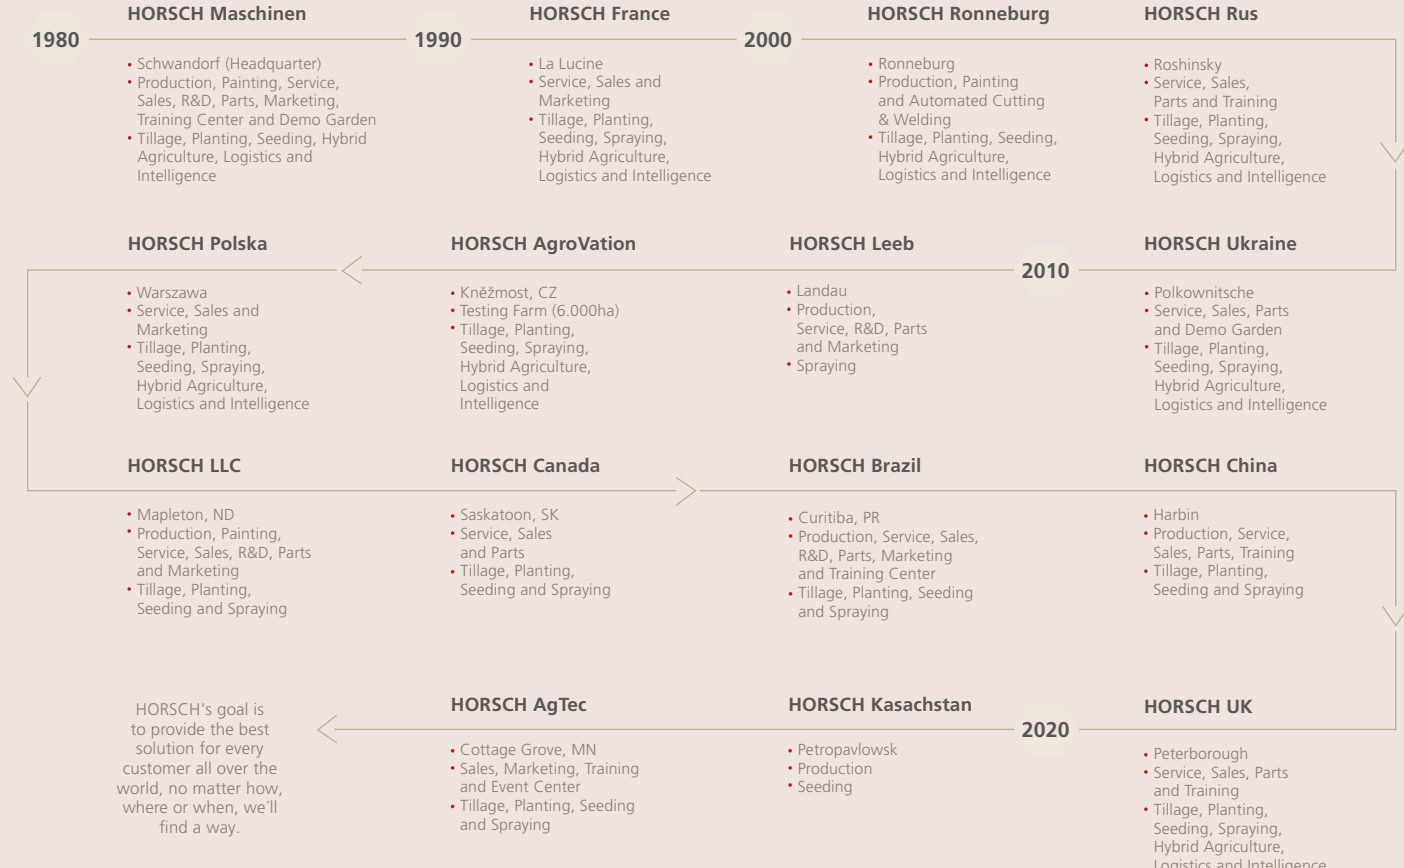 1980
HORSCH Maschinen
• Schwandorf (Headquarter)
• Production, Painting, Service,
Sales, R&D, Parts, Marketing,
Training Center and Demo Garden
• Tillage, Planting, Seeding, Hybrid
Agriculture, Logistics and
Intelligence
1990
HORSCH France
• La Lucine
• Service, Sales and
Marketing
• Tillage, Planting,
Seeding, Spraying,
Hybrid Agriculture,
Logistics and Intelligence
2000
HORSCH Ronneburg
• Ronneburg
• Production, Painting
and Automated Cutting
& Welding
• Tillage, Planting, Seeding,
Hybrid Agriculture,
Logistics and Intelligence
HORSCH Rus
• Roshinsky
• Service, Sales,
Parts and Training
• Tillage, Planting,
Seeding, Spraying,
Hybrid Agriculture,
Logistics and Intelligence
HORSCH Ukraine
• Polkownitsche
• Service, Sales, Parts
and Demo Garden
• Tillage, Planting,
Seeding, Spraying,
Hybrid Agriculture,
Logistics and Intelligence
2010
HORSCH Leeb
• Landau
• Production,
Service, R&D, Parts
and Marketing
• Spraying
HORSCH AgroVation
• Kněžmost, CZ
• Testing Farm (6.000ha)
• Tillage, Planting,
Seeding, Spraying,
Hybrid Agriculture,
Logistics and
Intelligence
HORSCH Polska
• Warszawa
• Service, Sales and
Marketing
• Tillage, Planting,
Seeding, Spraying,
Hybrid Agriculture,
Logistics and Intelligence
HORSCH LLC
• Mapleton, ND
• Production, Painting,
Service, Sales, R&D, Parts
and Marketing
• Tillage, Planting,
Seeding and Spraying
HORSCH Canada
• Saskatoon, SK
• Service, Sales
and Parts
• Tillage, Planting,
Seeding and Spraying
HORSCH Brazil
• Curitiba, PR
• Production, Service, Sales,
R&D, Parts, Marketing
and Training Center
• Tillage, Planting, Seeding
and Spraying
HORSCH China
• Harbin
• Production, Service,
Sales, Parts, Training
• Tillage, Planting,
Seeding and Spraying
HORSCH UK
• Peterborough
• Service, Sales, Parts
and Training
• Tillage, Planting,
Seeding, Spraying,
Hybrid Agriculture,
Logistics and Intelligence
2020
HORSCH Kasachstan
• Petropavlowsk
• Production
• Seeding
HORSCH AgTec
• Cottage Grove, MN
• Sales, Marketing, Training
and Event Center
• Tillage, Planting, Seeding
and Spraying
HORSCH's goal is
to provide the best
solution for every
customer all over the
world, no matter how,
where or when, we´ll
find a way.